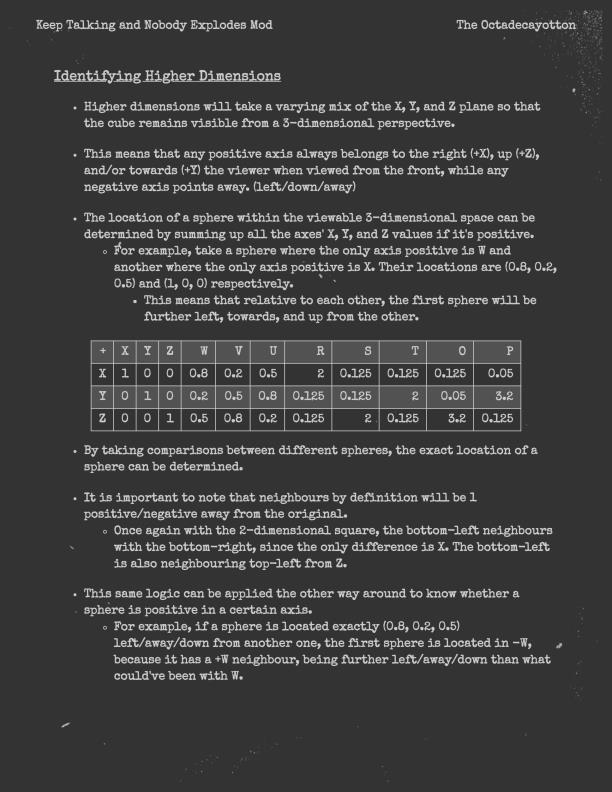 Keep Talking and Nobody Explodes Mod
The Octadecayotton
Identifying Higher Dimensions
• Higher dimensions will take a varying mix of the X, Y, and Z plane so that
the cube remains visible from a 3-dimensional perspective.
• This means that any positive axis always belongs to the right (+X), up (+Z),
and/or towards (+Y) the viewer when viewed from the front, while any
negative axis points away. (left/down/away)
• The location of a sphere within the viewable 3-dimensional space can be
determined by summing up all the axes' X, Y, and Z values if it's positive.
◦ For example, take a sphere where the only axis positive is W and
another where the only axis positive is X. Their locations are (0.8, 0.2,
0.5) and (1, 0, 0) respectively.
▪ This means that relative to each other, the first sphere will be
further left, towards, and up from the other.
+ X Y Z W V U R S T O P
X 1 0 0 0.8 0.2 0.5 2 0.125 0.125 0.125 0.05
Y 0 1 0 0.2 0.5 0.8 0.125 0.125 2 0.05 3.2
Z 0 0 1 0.5 0.8 0.2 0.125 2 0.125 3.2 0.125
• By taking comparisons between different spheres, the exact location of a
sphere can be determined.
• It is important to note that neighbours by definition will be 1
positive/negative away from the original.
◦ Once again with the 2-dimensional square, the bottom-left neighbours
with the bottom-right, since the only difference is X. The bottom-left
is also neighbouring top-left from Z.
• This same logic can be applied the other way around to know whether a
sphere is positive in a certain axis.
◦ For example, if a sphere is located exactly (0.8, 0.2, 0.5)
left/away/down from another one, the first sphere is located in -W,
because it has a +W neighbour, being further left/away/down than what
could've been with W.